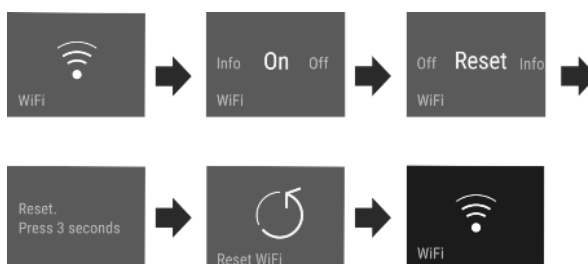 WiFi
Info On Off
WiFi
Off Reset Info
WiFi
Reset.
Press 3 seconds
Reset WiFi
WiFi